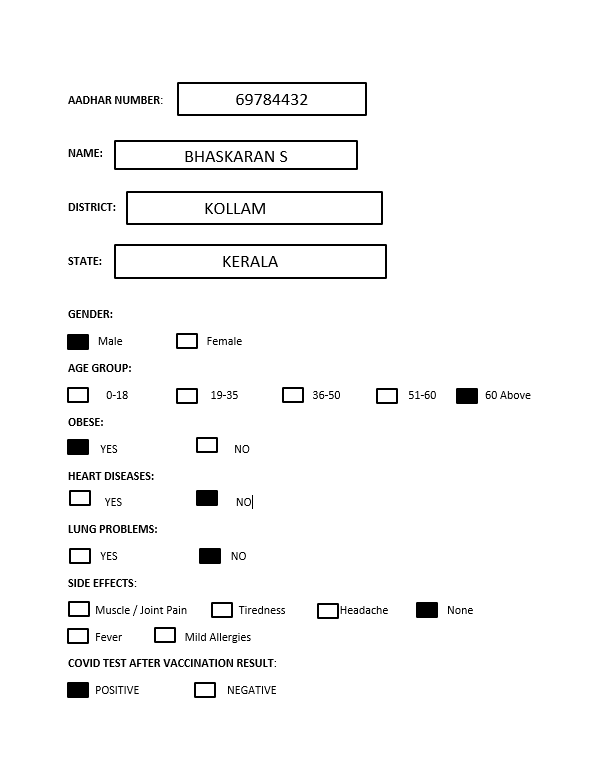 AADHAR NUMBER: 69784432
NAME: BHASKARAN S
DISTRICT: KOLLAM
STATE: KERALA
GENDER:
Male Female
AGE GROUP:
0-18 19-35 36-50 51-60 60 Above
OBESE:
YES NO
HEART DISEASES:
YES NO
LUNG PROBLEMS:
YES NO
SIDE EFFECTS:
Muscle / Joint Pain Tiredness Headache None
Fever Mild Allergies
COVID TEST AFTER VACCINATION RESULT:
POSITIVE NEGATIVE